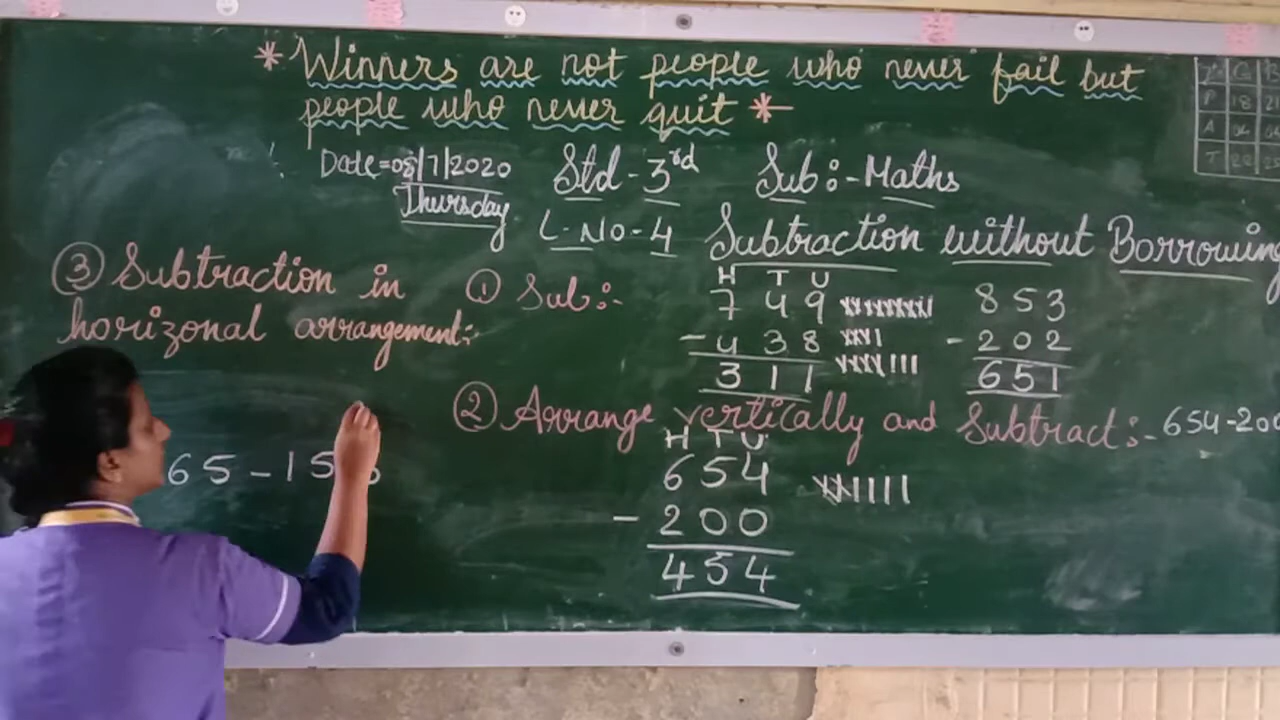 * Winners are not people who never fail but
people who never quit *
Date=08/7/2020 Std-3rd Sub:-Maths
Thursday
L.No-4 Subtraction without Borrowing
③ Subtraction in
horizonal arrangement:-
65-15
① Sub:-
H T U
7 4 9
- 4 3 8
3 1 1
8 5 3
- 2 0 2
6 5 1
② Arrange vertically and Subtract:- 654-200
H T U
6 5 4
- 2 0 0
4 5 4
P 18
A
T